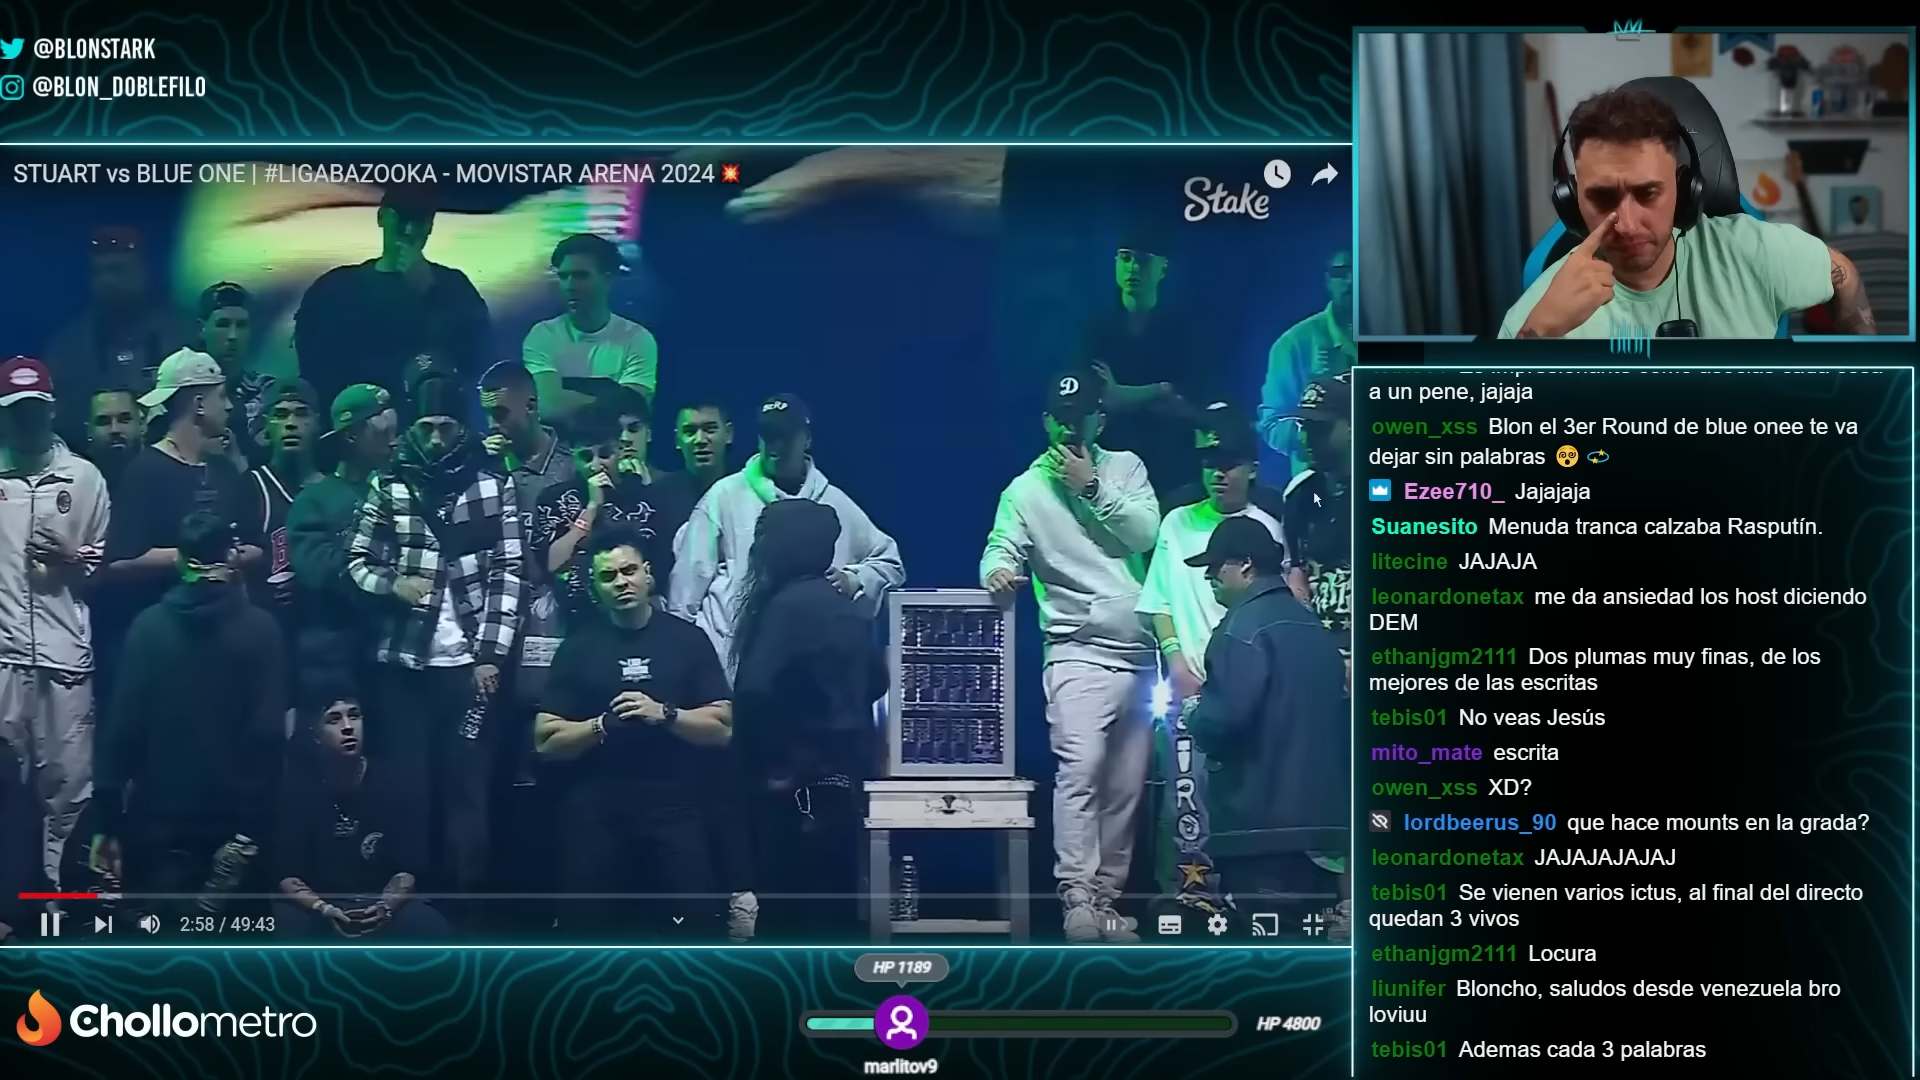 @BLONSTARK
@BLON_DOBLEFILO
STUART vs BLUE ONE | #LIGABAZOOKA - MOVISTAR ARENA 2024 💥
Stake
D
2:58 / 49:43
Chollometro
HP 1189
HP 4800
marlitov9
a un pene, jajaja
owen_xss Blon el 3er Round de blue onee te va
dejar sin palabras 😵‍💫
Ezee710_ Jajajaja
Suanesito Menuda tranca calzaba Rasputín.
litecine JAJAJA
leonardonetax me da ansiedad los host diciendo
DEM
ethanjgm2111 Dos plumas muy finas, de los
mejores de las escritas
tebis01 No veas Jesús
mito_mate escrita
owen_xss XD?
lordbeerus_90 que hace mounts en la grada?
leonardonetax JAJAJAJAJAJ
tebis01 Se vienen varios ictus, al final del directo
quedan 3 vivos
ethanjgm2111 Locura
liunifer Bloncho, saludos desde venezuela bro
loviuu
tebis01 Ademas cada 3 palabras